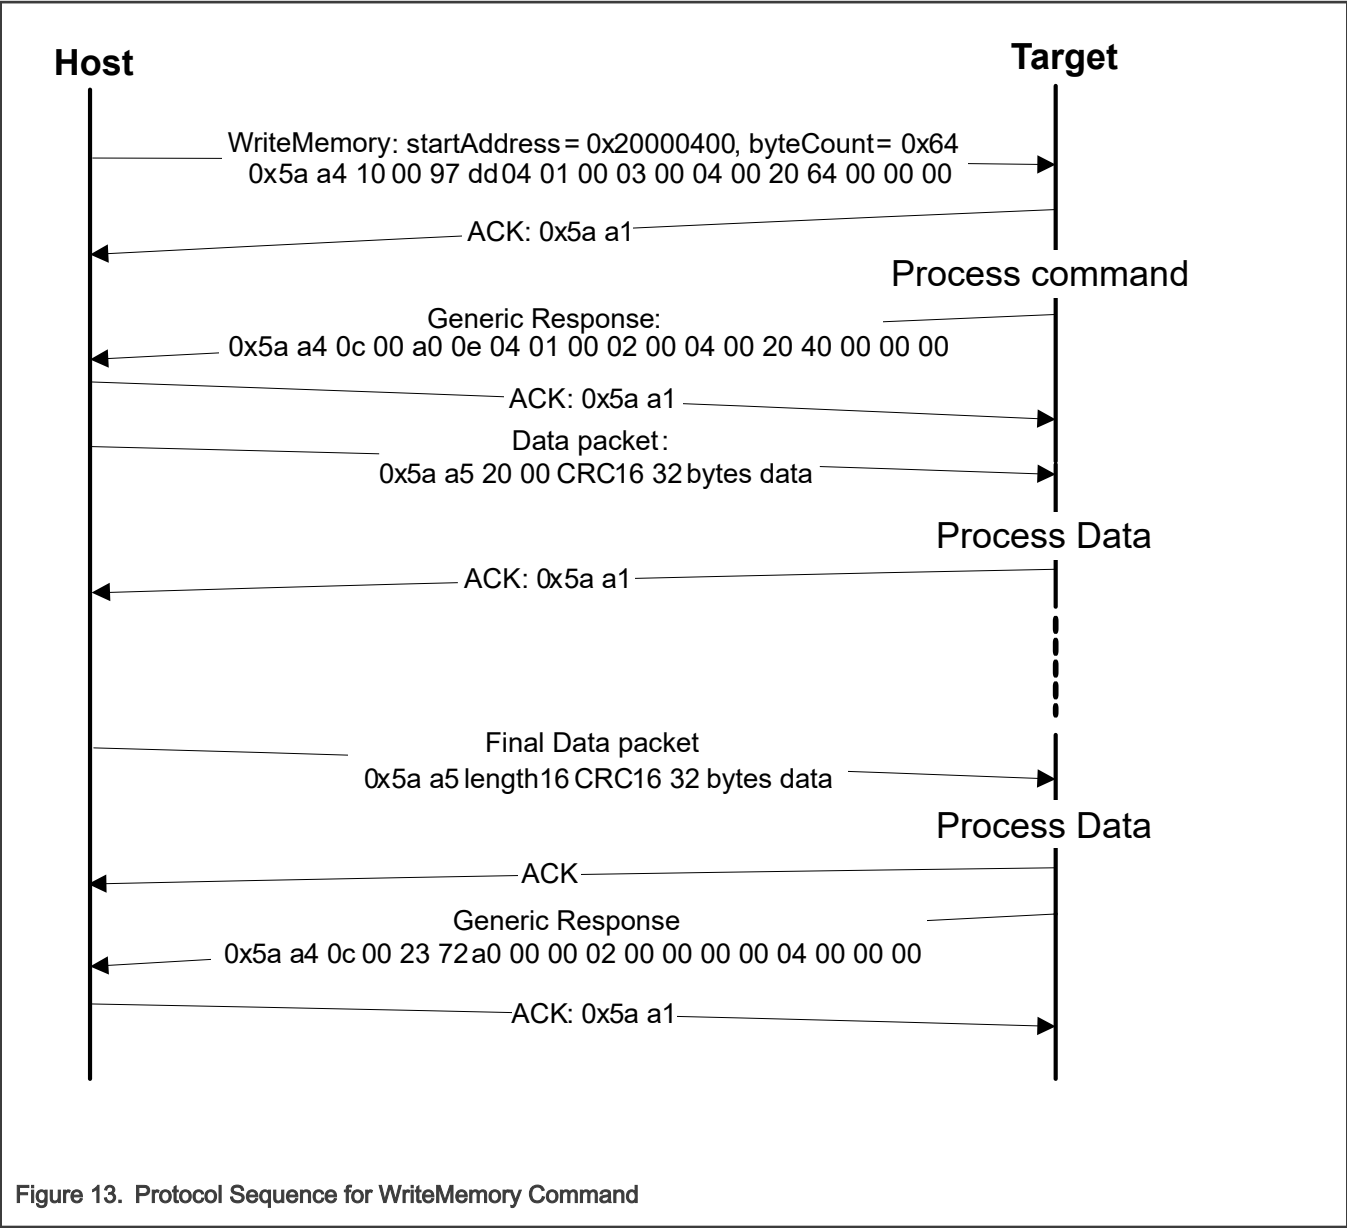 Host
Target
WriteMemory: startAddress= 0x20000400, byteCount= 0x64
0x5a a4 10 00 97 dd 04 01 00 03 00 04 00 20 64 00 00 00
ACK: 0x5a a1
Process command
Generic Response:
0x5a a4 0c 00 a0 0e 04 01 00 02 00 04 00 20 40 00 00 00
ACK: 0x5a a1
Data packet:
0x5a a5 20 00 CRC16 32 bytes data
Process Data
ACK: 0x5a a1
Final Data packet
0x5a a5 length16 CRC16 32 bytes data
Process Data
ACK
Generic Response
0x5a a4 0c 00 23 72 a0 00 00 02 00 00 00 00 04 00 00 00
ACK: 0x5a a1
Figure 13. Protocol Sequence for WriteMemory Command